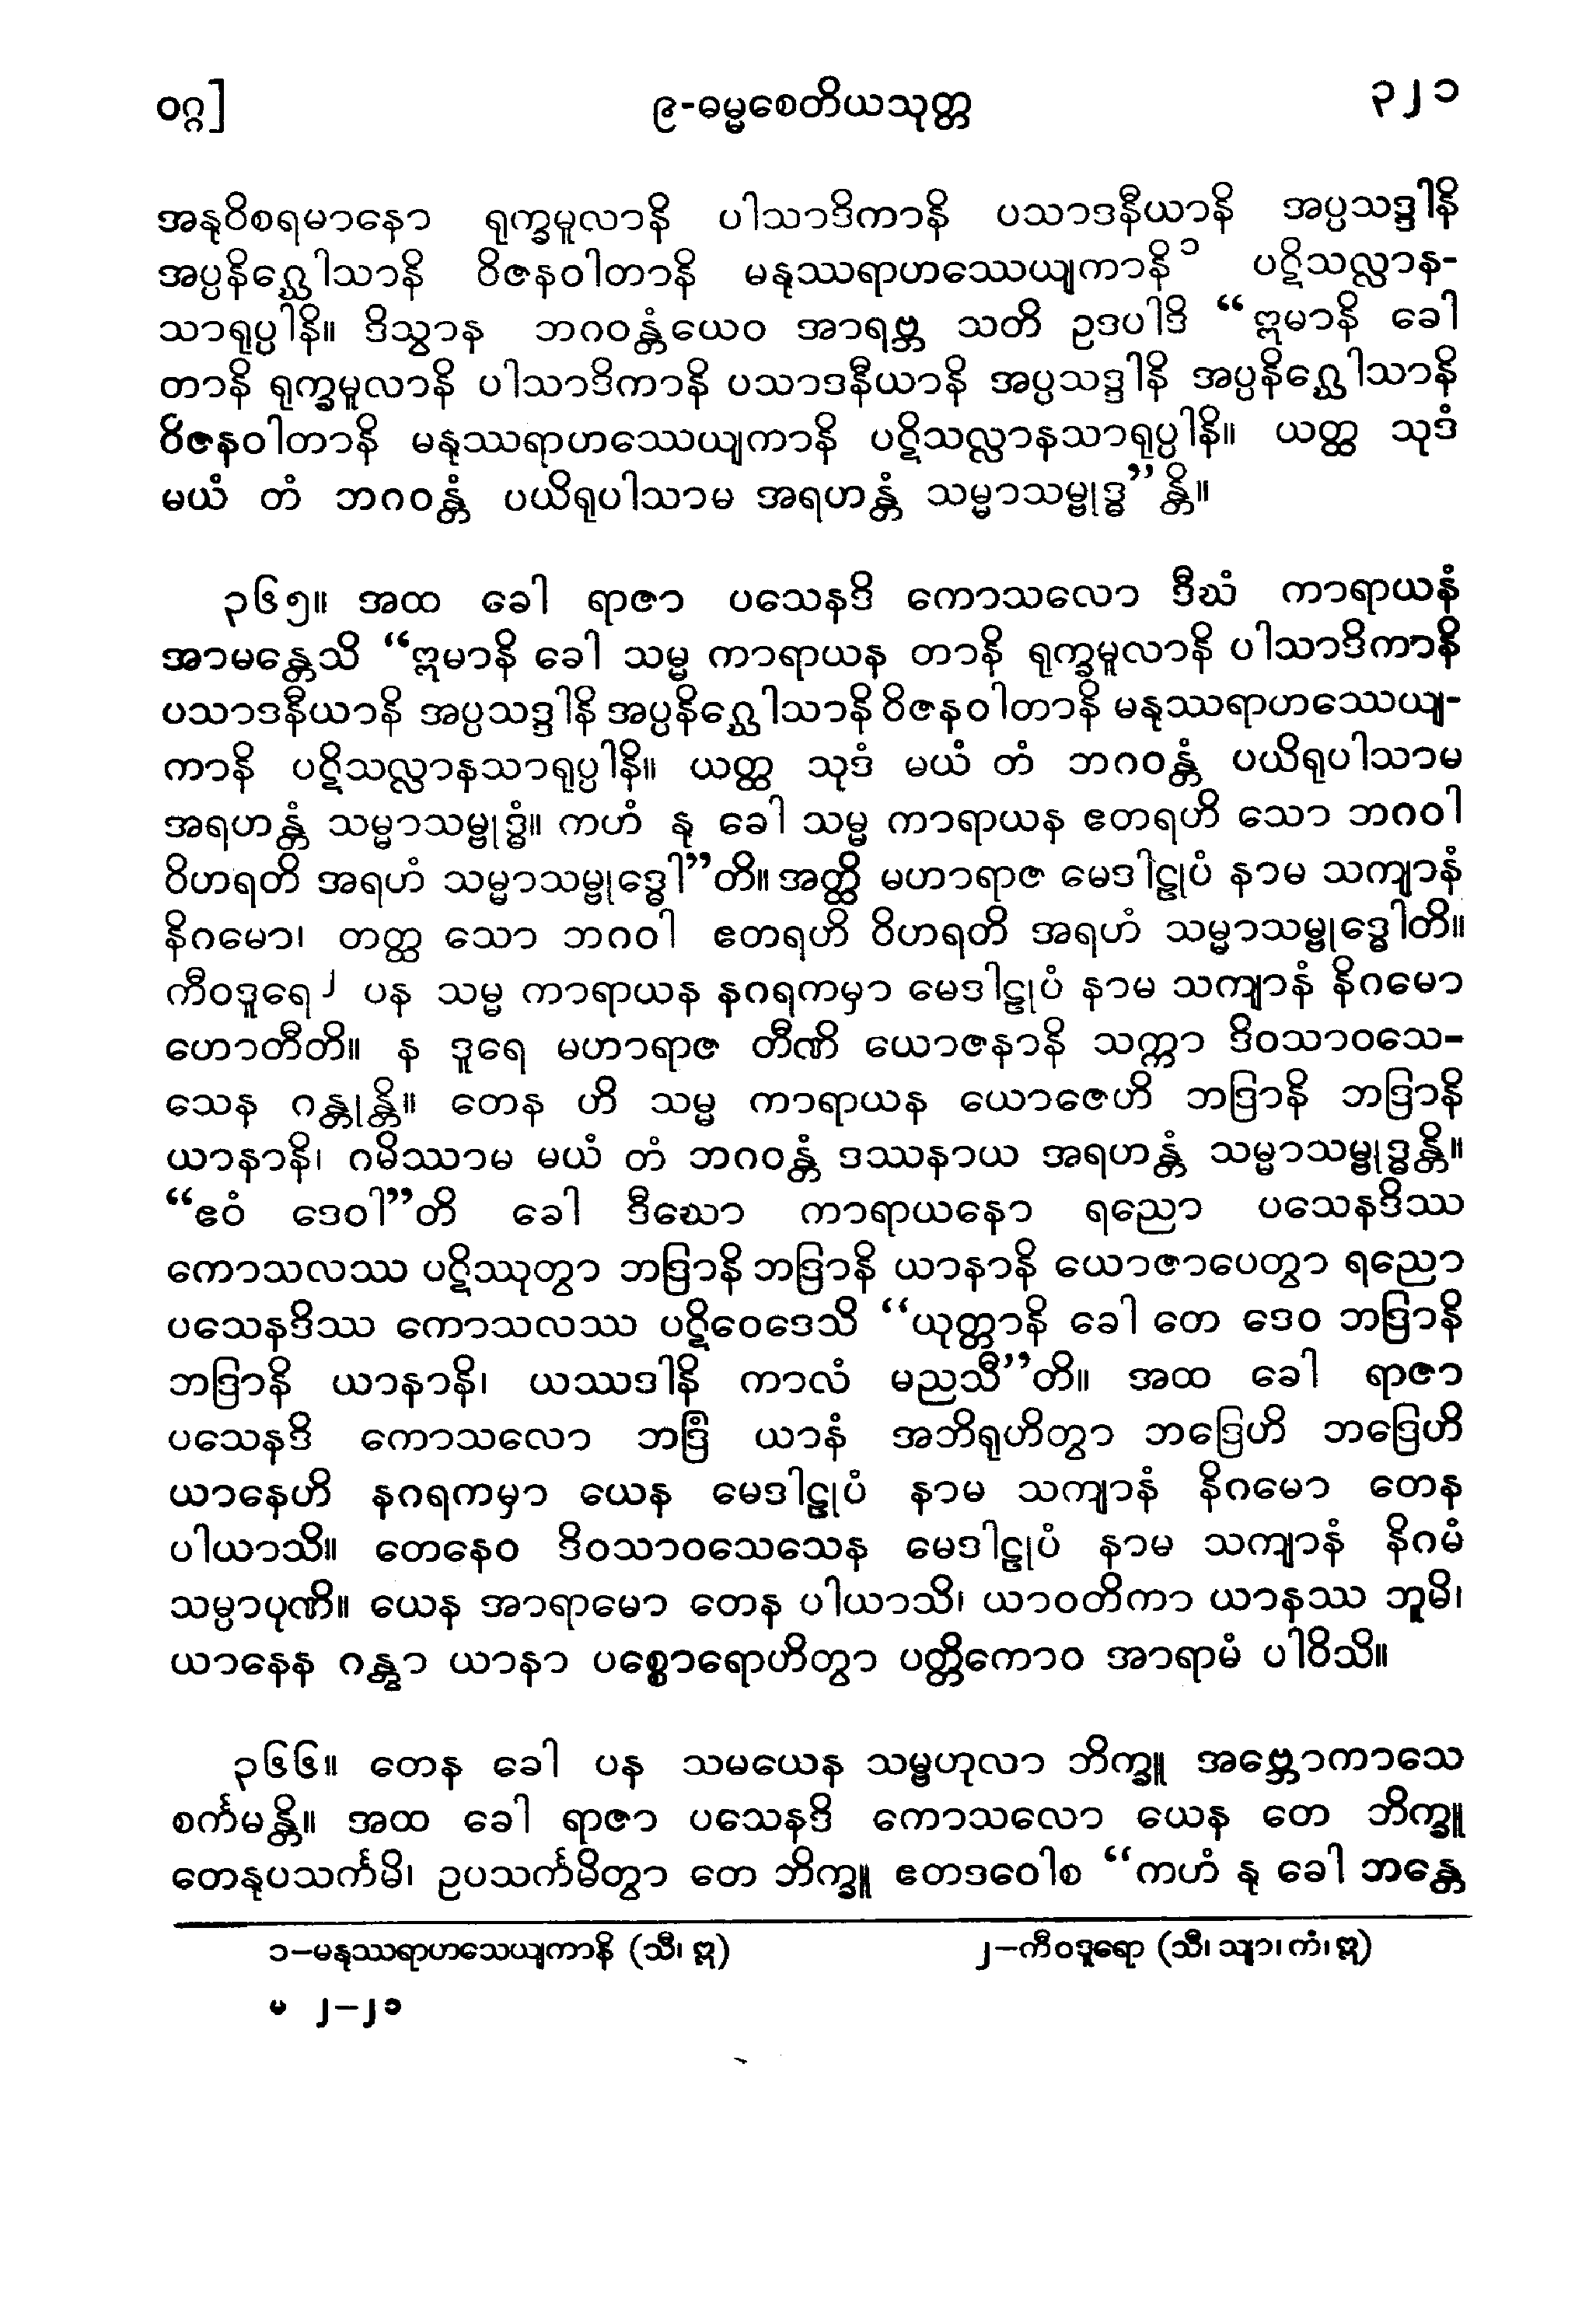 ဝဂ္ဂ]
၉-ဓမ္မစေတိယသုတ္တ
၃၂၁
အနုဝိစရမာနော ရုက္ခမူလာနိ ပါသာဒိကာနိ ပသာဒနီယာနိ အပ္ပသဒ္ဒါနိ
အပ္ပနိဂ္ဃေါသာနိ ဝိဇနဝါတာနိ မနုဿရာဟဿေယျကာနိ ၁ ပဋိသလ္လာန-
သာရုပ္ပါနိ။ ဒိသွာန ဘဂဝန္တံယေဝ အာရဗ္ဘ သတိ ဥဒပါဒိ “ဣမာနိ ခေါ
တာနိ ရုက္ခမူလာနိ ပါသာဒိကာနိ ပသာဒနီယာနိ အပ္ပသဒ္ဒါနိ အပ္ပနိဂ္ဃေါသာနိ
ဝိဇနဝါတာနိ မနုဿရာဟဿေယျကာနိ ပဋိသလ္လာနသာရုပ္ပါနိ။ ယတ္ထ သုဒံ
မယံ တံ ဘဂဝန္တံ ပယိရုပါသာမ အရဟန္တံ သမ္မာသမ္ဗုဒ္ဓ”န္တိ။
၃၆၅။ အထ ခေါ ရာဇာ ပသေနဒိ ကောသလော ဒီဃံ ကာရာယနံ
အာမန္တေသိ “ဣမာနိ ခေါ သမ္မ ကာရာယန တာနိ ရုက္ခမူလာနိ ပါသာဒိကာနိ
ပသာဒနီယာနိ အပ္ပသဒ္ဒါနိ အပ္ပနိဂ္ဃေါသာနိ ဝိဇနဝါတာနိ မနုဿရာဟဿေယျ-
ကာနိ ပဋိသလ္လာနသာရုပ္ပါနိ။ ယတ္ထ သုဒံ မယံ တံ ဘဂဝန္တံ ပယိရုပါသာမ
အရဟန္တံ သမ္မာသမ္ဗုဒ္ဓံ။ ကဟံ နု ခေါ သမ္မ ကာရာယန ဧတရဟိ သော ဘဂဝါ
ဝိဟရတိ အရဟံ သမ္မာသမ္ဗုဒ္ဓေါ”တိ။ အတ္ထိ မဟာရာဇ မေဒါဠုပံ နာမ သကျာနံ
နိဂမော၊ တတ္ထ သော ဘဂဝါ ဧတရဟိ ဝိဟရတိ အရဟံ သမ္မာသမ္ဗုဒ္ဓေါတိ။
ကီဝဒူရေ ၂ ပန သမ္မ ကာရာယန နဂရကမှာ မေဒါဠုပံ နာမ သကျာနံ နိဂမော
ဟောတီတိ။ န ဒူရေ မဟာရာဇ တီဏိ ယောဇနာနိ သက္ကာ ဒိဝသာဝသေ-
သေန ဂန္တုန္တိ။ တေန ဟိ သမ္မ ကာရာယန ယောဇေဟိ ဘဒြာနိ ဘဒြာနိ
ယာနာနိ၊ ဂမိဿာမ မယံ တံ ဘဂဝန္တံ ဒဿနာယ အရဟန္တံ သမ္မာသမ္ဗုဒ္ဓန္တိ။
“ဧဝံ ဒေဝါ”တိ ခေါ ဒီဃော ကာရာယနော ရညော ပသေနဒိဿ
ကောသလဿ ပဋိဿုတွာ ဘဒြာနိ ဘဒြာနိ ယာနာနိ ယောဇာပေတွာ ရညော
ပသေနဒိဿ ကောသလဿ ပဋိဝေဒေသိ “ယုတ္တာနိ ခေါ တေ ဒေဝ ဘဒြာနိ
ဘဒြာနိ ယာနာနိ၊ ယဿဒါနိ ကာလံ မညသီ”တိ။ အထ ခေါ ရာဇာ
ပသေနဒိ ကောသလော ဘဒြံ ယာနံ အဘိရုဟိတွာ ဘဒြေဟိ ဘဒြေဟိ
ယာနေဟိ နဂရကမှာ ယေန မေဒါဠုပံ နာမ သကျာနံ နိဂမော တေန
ပါယာသိ။ တေနေဝ ဒိဝသာဝသေသေန မေဒါဠုပံ နာမ သကျာနံ နိဂမံ
သမ္ပာပုဏိ။ ယေန အာရာမော တေန ပါယာသိ၊ ယာဝတိကာ ယာနဿ ဘူမိ၊
ယာနေန ဂန္တွာ ယာနာ ပစ္စောရောဟိတွာ ပတ္တိကောဝ အာရာမံ ပါဝိသိ။
၃၆၆။ တေန ခေါ ပန သမယေန သမ္ဗဟုလာ ဘိက္ခူ အဗ္ဘောကာသေ
စင်္ကမန္တိ။ အထ ခေါ ရာဇာ ပသေနဒိ ကောသလော ယေန တေ ဘိက္ခူ
တေနုပသင်္ကမိ၊ ဥပသင်္ကမိတွာ တေ ဘိက္ခူ ဧတဒဝေါစ “ကဟံ နု ခေါ ဘန္တေ
၁–မနုဿရာဟသေယျကာနိ (သီ၊ ဣ)
၂–ကီဝဒူရော (သီ၊ သျာ၊ ကံ၊ ဣ)
မ ၂–၂၁